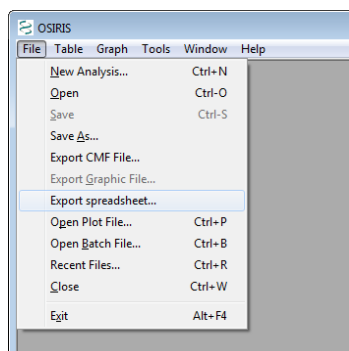 OSIRIS
File Table Graph Tools Window Help
New Analysis... Ctrl+N
Open Ctrl-O
Save Ctrl-S
Save As...
Export CMF File...
Export Graphic File...
Export spreadsheet...
Open Plot File... Ctrl+P
Open Batch File... Ctrl+B
Recent Files... Ctrl+R
Close Ctrl+W
Exit Alt+F4